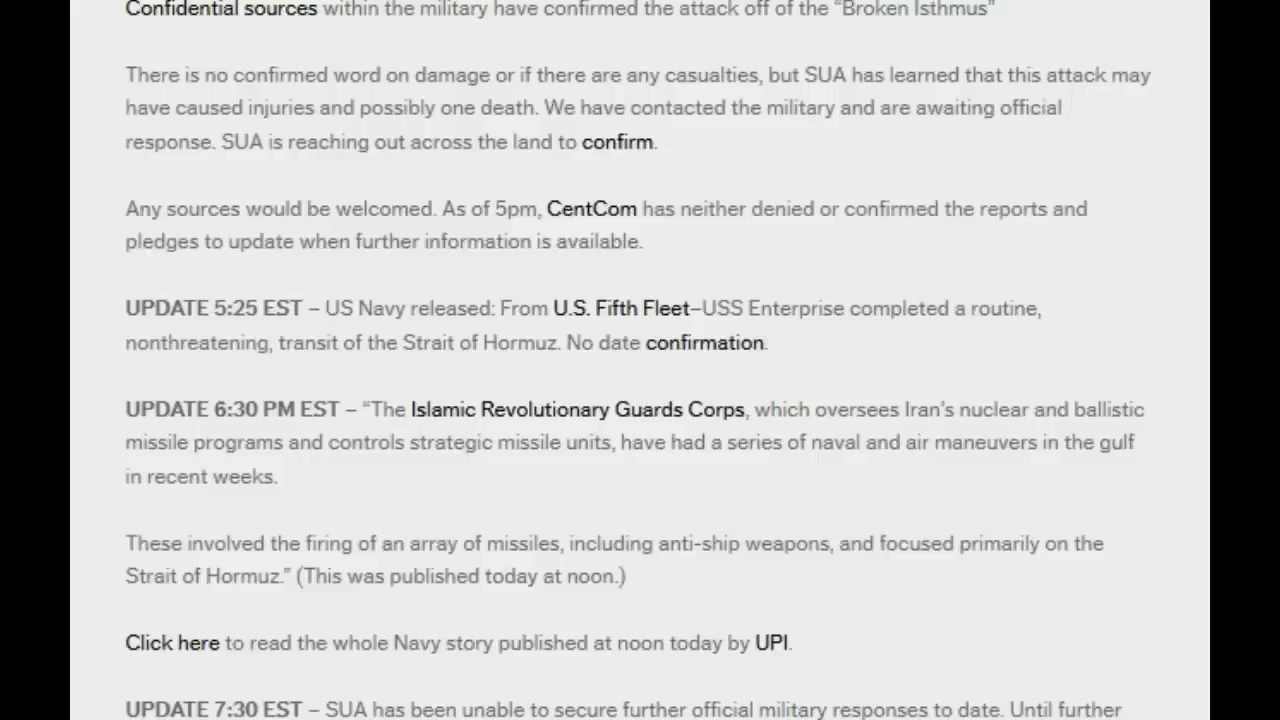 Confidential sources within the military have confirmed the attack off of the “Broken Isthmus”
There is no confirmed word on damage or if there are any casualties, but SUA has learned that this attack may
have caused injuries and possibly one death. We have contacted the military and are awaiting official
response. SUA is reaching out across the land to confirm.
Any sources would be welcomed. As of 5pm, CentCom has neither denied or confirmed the reports and
pledges to update when further information is available.
UPDATE 5:25 EST – US Navy released: From U.S. Fifth Fleet–USS Enterprise completed a routine,
nonthreatening, transit of the Strait of Hormuz. No date confirmation.
UPDATE 6:30 PM EST – “The Islamic Revolutionary Guards Corps, which oversees Iran’s nuclear and ballistic
missile programs and controls strategic missile units, have had a series of naval and air maneuvers in the gulf
in recent weeks.
These involved the firing of an array of missiles, including anti-ship weapons, and focused primarily on the
Strait of Hormuz.” (This was published today at noon.)
Click here to read the whole Navy story published at noon today by UPI.
UPDATE 7:30 EST – SUA has been unable to secure further official military responses to date. Until further